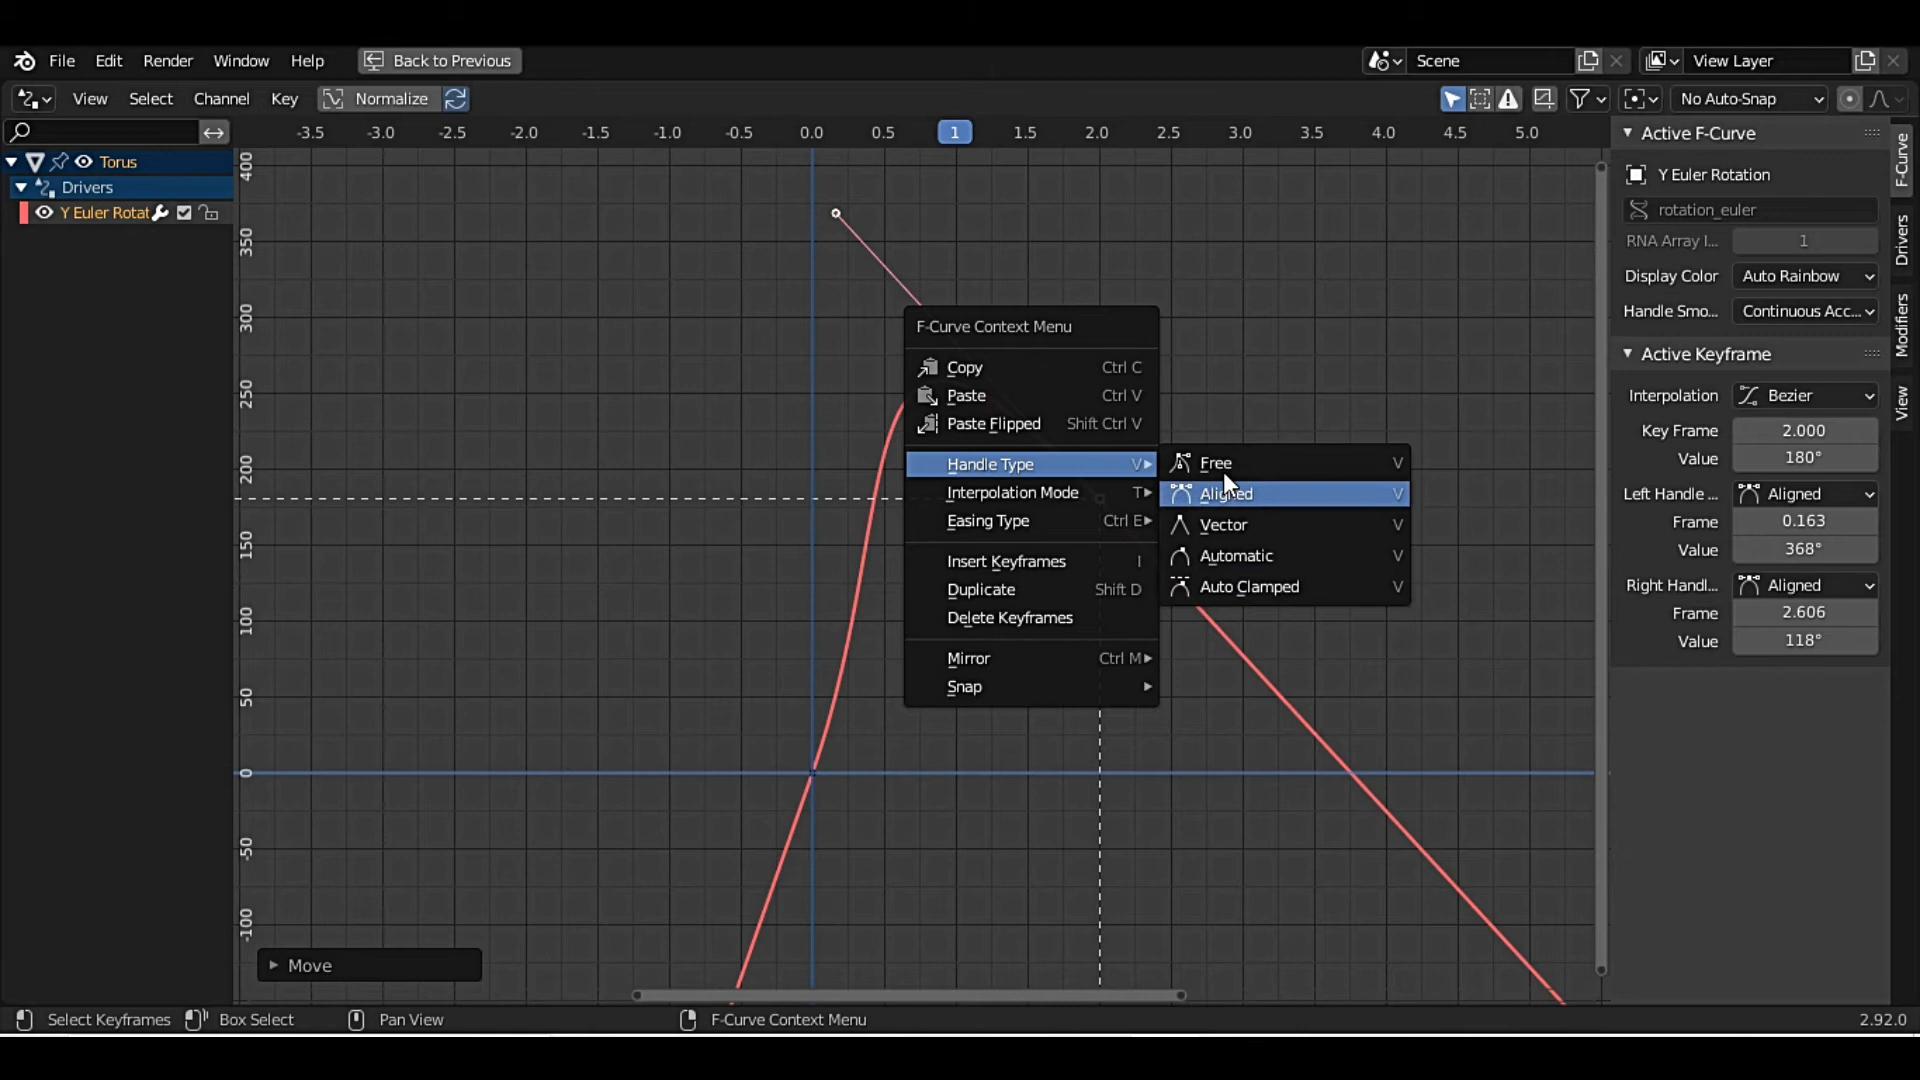 File Edit Render Window Help Back to Previous Scene View Layer
View Select Channel Key Normalize No Auto-Snap
-3.5 -3.0 -2.5 -2.0 -1.5 -1.0 -0.5 0.0 0.5 1 1.5 2.0 2.5 3.0 3.5 4.0 4.5 5.0
Torus
Drivers
Y Euler Rotat
400
350
300
250
200
150
100
50
0
-50
-100
F-Curve Context Menu
Copy Ctrl C
Paste Ctrl V
Paste Flipped Shift Ctrl V
Handle Type V
Interpolation Mode T
Easing Type Ctrl E
Insert Keyframes I
Duplicate Shift D
Delete Keyframes
Mirror Ctrl M
Snap
Free V
Aligned V
Vector V
Automatic V
Auto Clamped V
Active F-Curve
Y Euler Rotation
rotation_euler
RNA Array I... 1
Display Color Auto Rainbow
Handle Smo... Continuous Acc...
Active Keyframe
Interpolation Bezier
Key Frame 2.000
Value 180°
Left Handle ... Aligned
Frame 0.163
Value 368°
Right Handl... Aligned
Frame 2.606
Value 118°
F-Curve
Drivers
Modifiers
View
Move
Select Keyframes Box Select Pan View F-Curve Context Menu 2.92.0